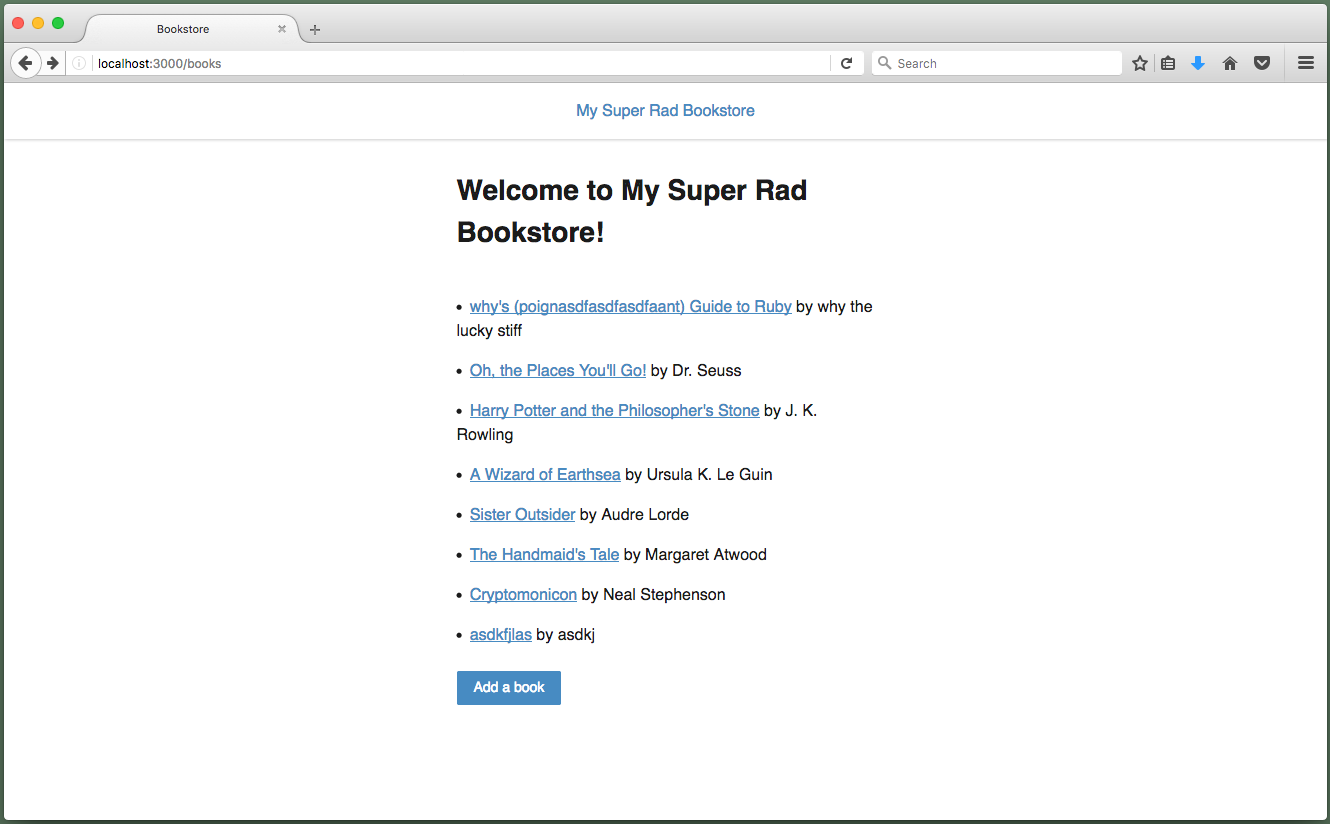 Bookstore
localhost:3000/books
Search
My Super Rad Bookstore
Welcome to My Super Rad
Bookstore!
• why's (poignasdfasdfasdfaant) Guide to Ruby by why the
lucky stiff
• Oh, the Places You'll Go! by Dr. Seuss
• Harry Potter and the Philosopher's Stone by J. K.
Rowling
• A Wizard of Earthsea by Ursula K. Le Guin
• Sister Outsider by Audre Lorde
• The Handmaid's Tale by Margaret Atwood
• Cryptomonicon by Neal Stephenson
• asdkfjlas by asdkj
Add a book